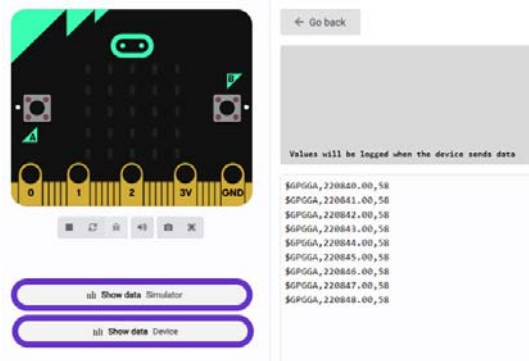 B
A
0 1 2 3V GND
Show data Simulator
Show data Device
Go back
Values will be logged when the device sends data
$GPGGA,220840.00,58
$GPGGA,220841.00,58
$GPGGA,220842.00,58
$GPGGA,220843.00,58
$GPGGA,220844.00,58
$GPGGA,220845.00,58
$GPGGA,220846.00,58
$GPGGA,220847.00,58
$GPGGA,220848.00,58